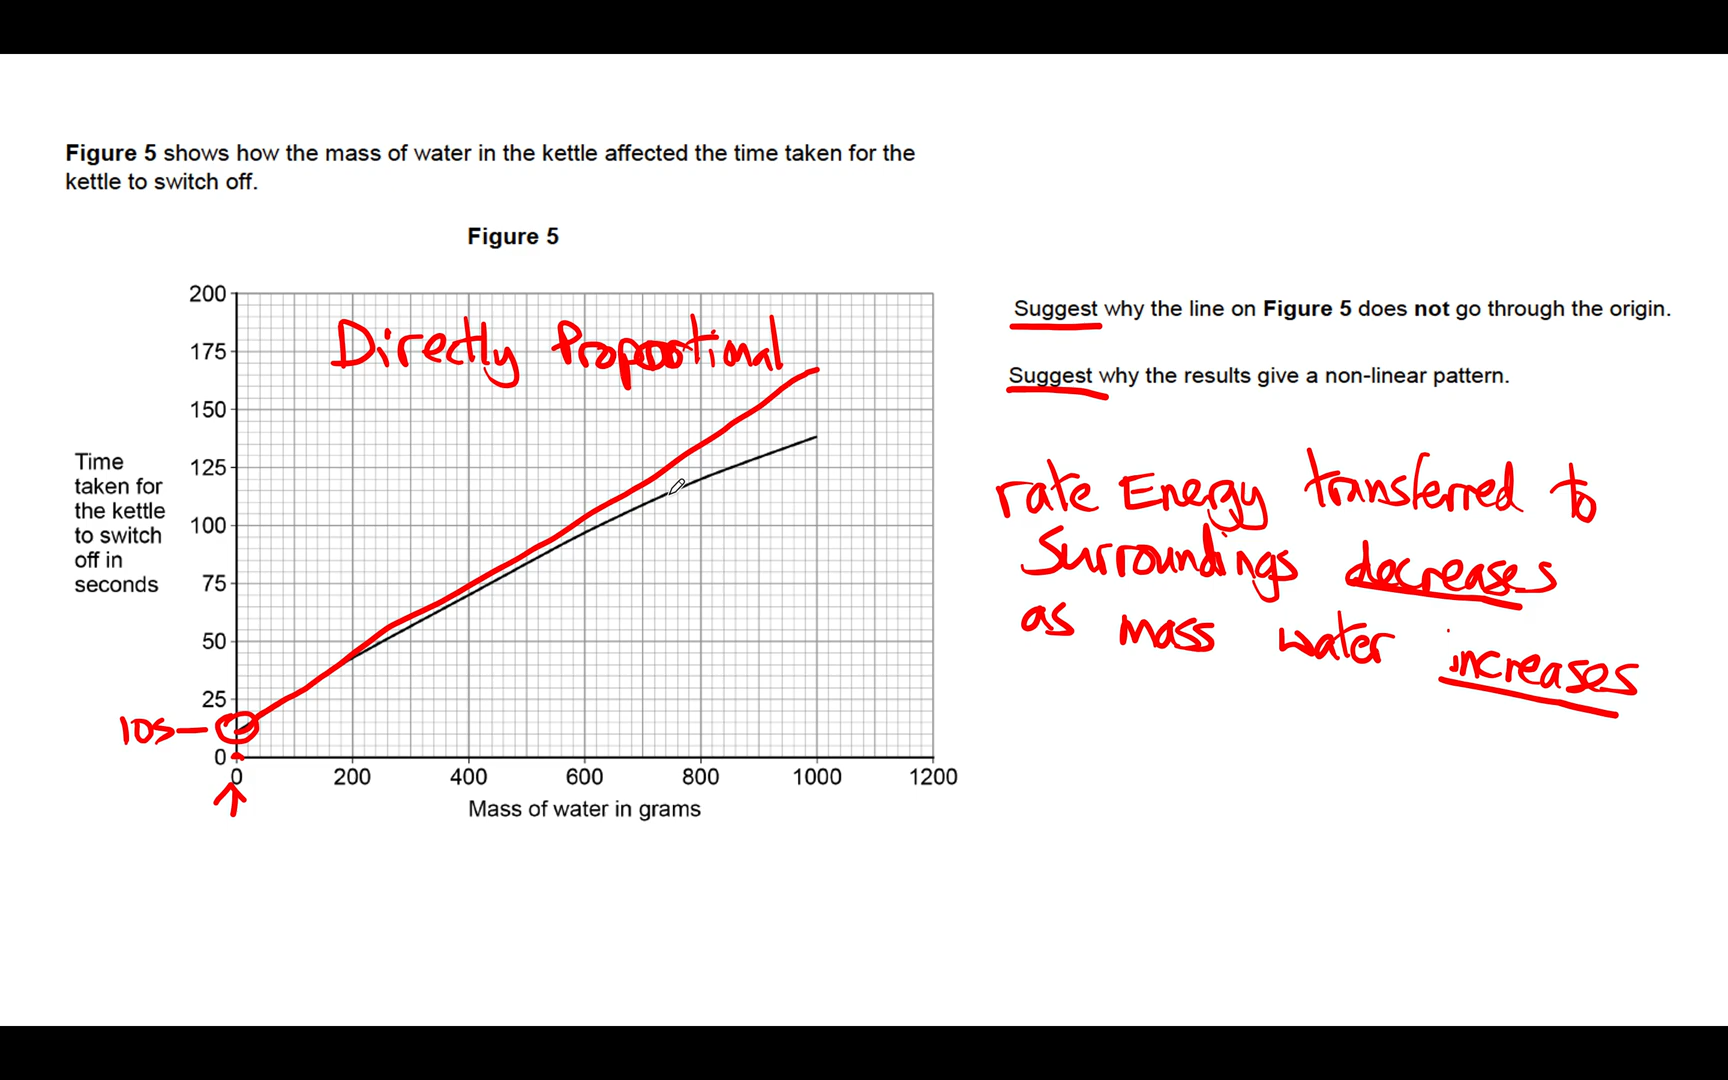 Figure 5 shows how the mass of water in the kettle affected the time taken for the
kettle to switch off.
Figure 5
200
175
150
125
100
75
50
25
0
Time
taken for
the kettle
to switch
off in
seconds
Directly Proportional
10s
0
200
400
600
800
1000
1200
Mass of water in grams
Suggest why the line on Figure 5 does not go through the origin.
Suggest why the results give a non-linear pattern.
rate Energy transferred to
Surroundings decreases
as mass water increases